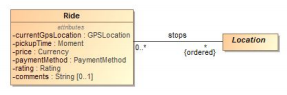 Ride
attributes
-currentGpsLocation : GPSLocation
-pickupTime : Moment
-price : Currency
-paymentMethod : PaymentMethod
-rating : Rating
-comments : String [0..1]
stops
0..*
*
{ordered}
Location